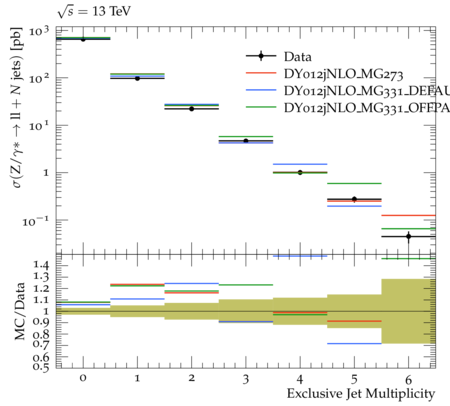 √s = 13 TeV
σ(Z/γ* → ll + N jets) [pb]
10³
10²
10¹
1
10⁻¹
Data
DY012jNLO_MG273
DY012jNLO_MG331_DEFAU
DY012jNLO_MG331_OFFPA
MC/Data
1.4
1.3
1.2
1.1
1
0.9
0.8
0.7
0.6
0.5
0 1 2 3 4 5 6
Exclusive Jet Multiplicity